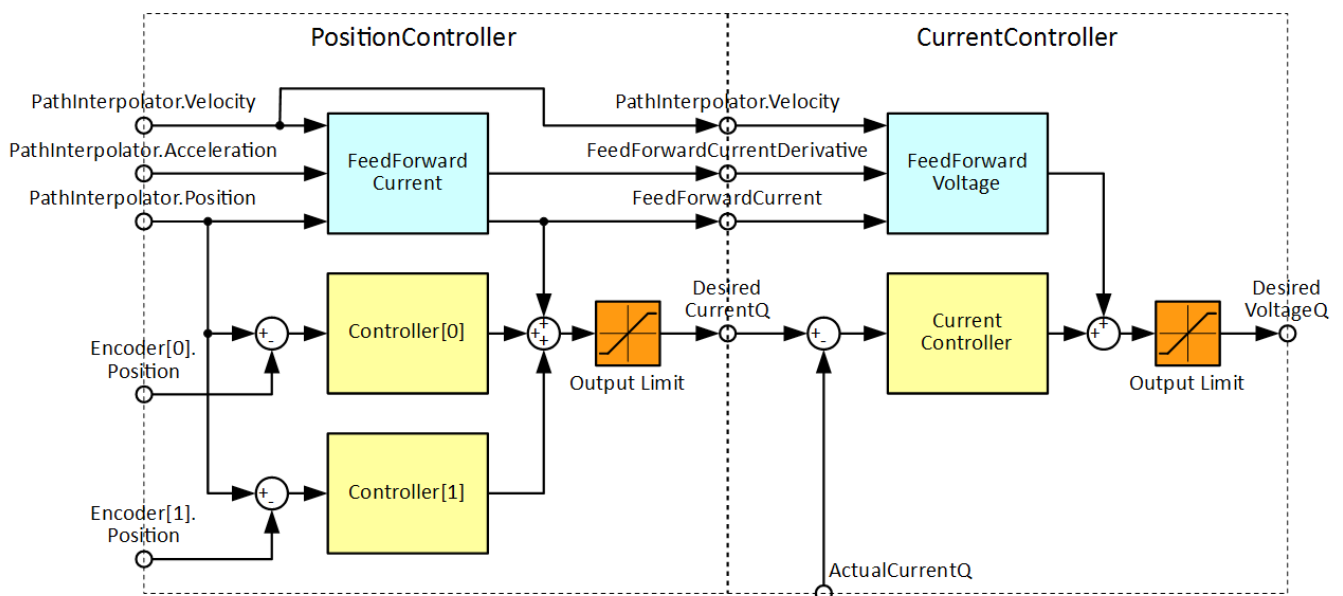 PositionController
CurrentController
PathInterpolator.Velocity
PathInterpolator.Velocity
PathInterpolator.Acceleration
FeedForward
Current
FeedForwardCurrentDerivative
FeedForward
Voltage
PathInterpolator.Position
FeedForwardCurrent
Encoder[0].
Position
+
-
Controller[0]
+
+
+
Output Limit
Desired
CurrentQ
+
-
Current
Controller
+
+
Output Limit
Desired
VoltageQ
Encoder[1].
Position
+
-
Controller[1]
ActualCurrentQ